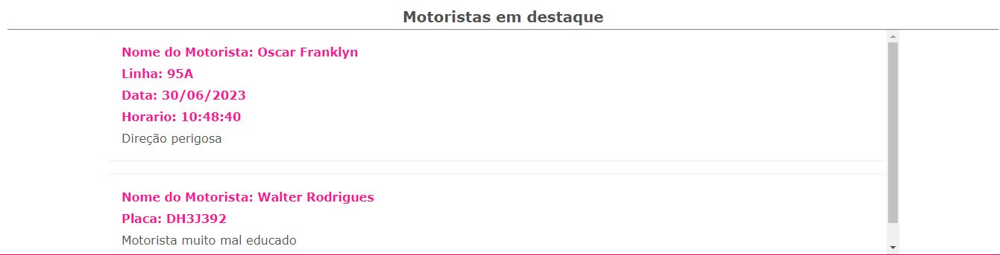 Motoristas em destaque
Nome do Motorista: Oscar Franklyn
Linha: 95A
Data: 30/06/2023
Horario: 10:48:40
Direção perigosa
Nome do Motorista: Walter Rodrigues
Placa: DH3J392
Motorista muito mal educado